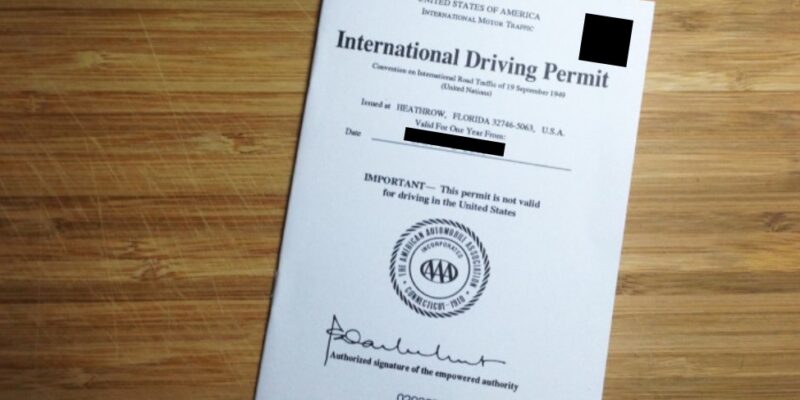 UNITED STATES OF AMERICA
INTERNATIONAL MOTOR TRAFFIC
International Driving Permit
Convention on International Road Traffic of 19 September 1949
(United Nations)
Issued at HEATHROW, FLORIDA 32746-5063, U.S.A.
Valid For One Year From:
Date
IMPORTANT— This permit is not valid
for driving in the United States
THE AMERICAN AUTOMOBILE ASSOCIATION
INCORPORATED
AAA
CONNECTICUT-1910
Authorized signature of the empowered authority